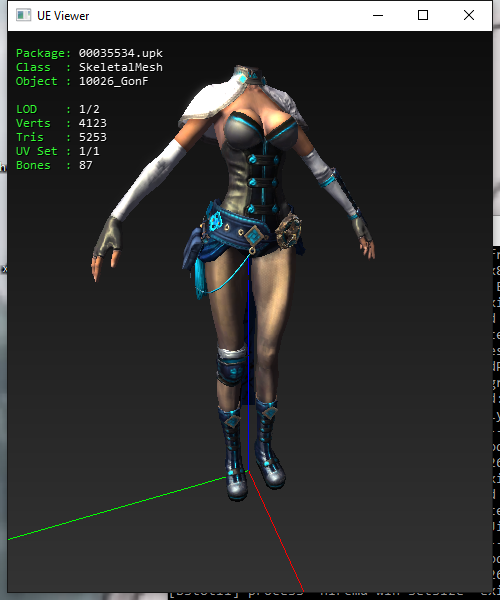 UE Viewer
Package: 00035534.upk
Class : SkeletalMesh
Object : 10026_GonF
LOD : 1/2
Verts : 4123
Tris : 5253
UV Set : 1/1
Bones : 87